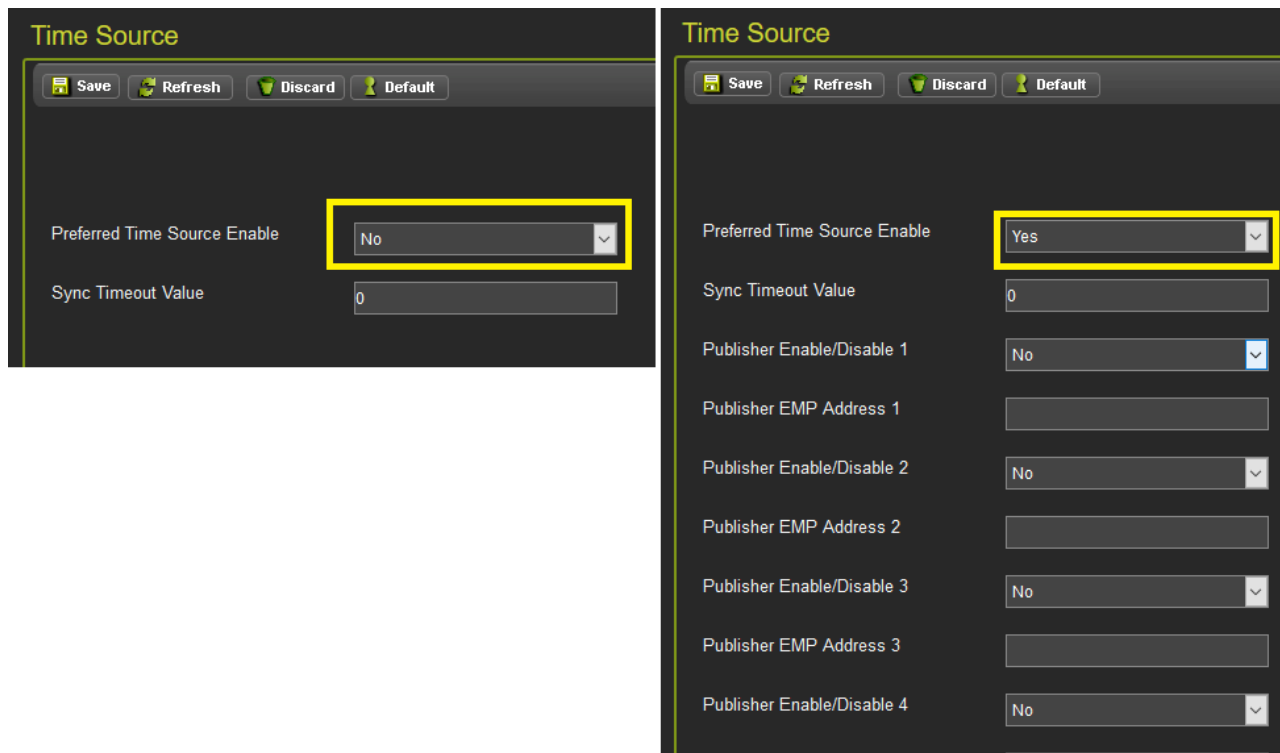 Time Source
Save Refresh Discard Default
Preferred Time Source Enable No
Sync Timeout Value 0
Time Source
Save Refresh Discard Default
Preferred Time Source Enable Yes
Sync Timeout Value 0
Publisher Enable/Disable 1 No
Publisher EMP Address 1
Publisher Enable/Disable 2 No
Publisher EMP Address 2
Publisher Enable/Disable 3 No
Publisher EMP Address 3
Publisher Enable/Disable 4 No